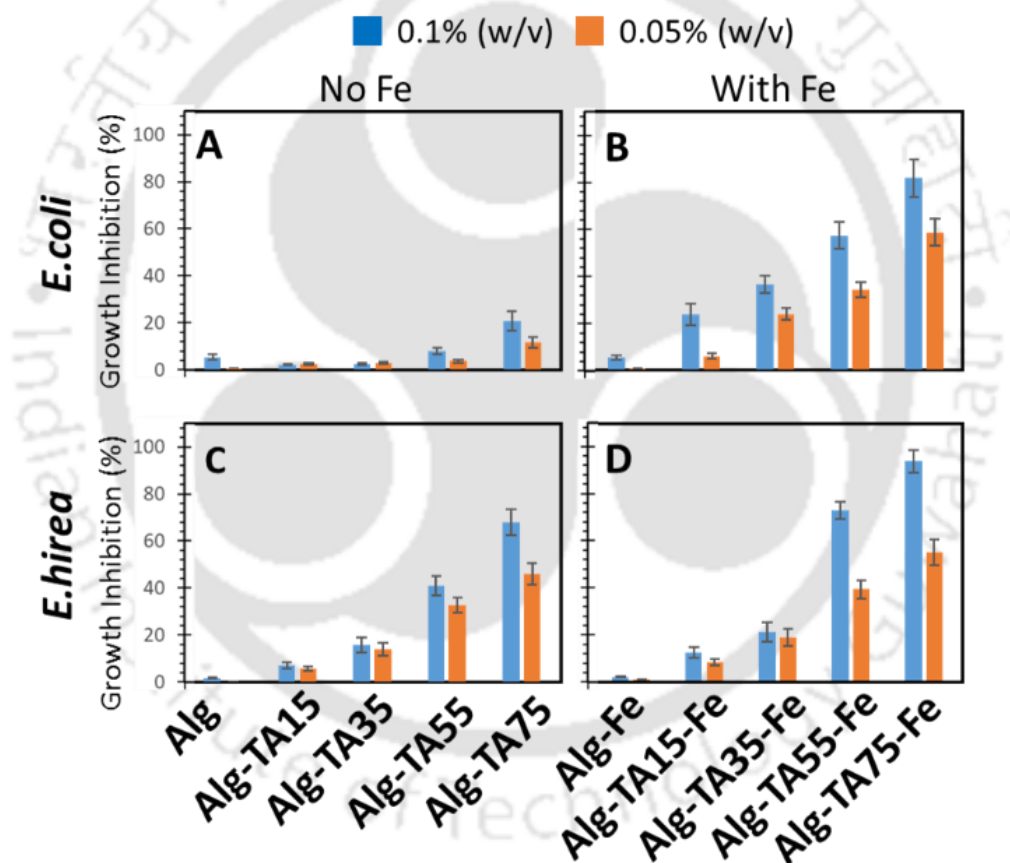 0.1% (w/v) 0.05% (w/v)
No Fe With Fe
A
B
E.coli
Growth Inhibition (%)
100
80
60
40
20
0
C
D
E.hirea
Growth Inhibition (%)
100
80
60
40
20
0
Alg
Alg-TA15
Alg-TA35
Alg-TA55
Alg-TA75
Alg-Fe
Alg-TA15-Fe
Alg-TA35-Fe
Alg-TA55-Fe
Alg-TA75-Fe
of Technology